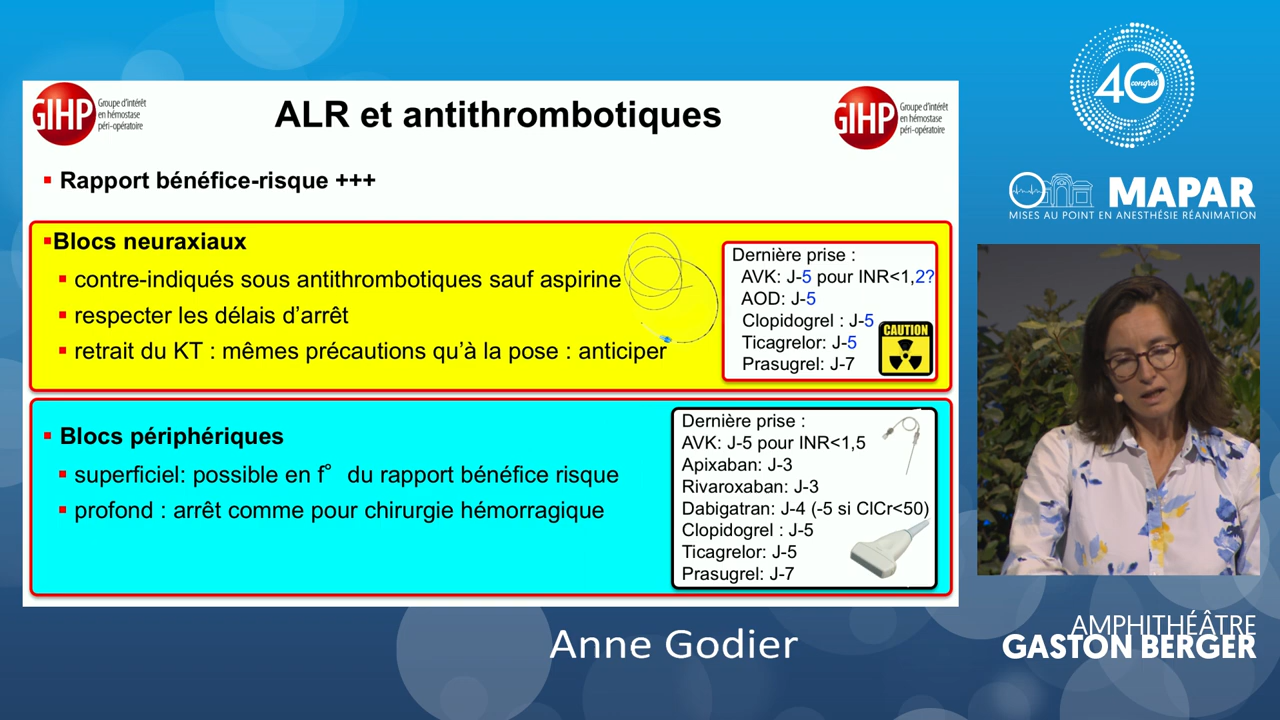 GIHP
Groupe d'intérêt
en hémostase
péri-opératoire
ALR et antithrombotiques
GIHP
Groupe d'intérêt
en hémostase
péri-opératoire
▪ Rapport bénéfice-risque +++
▪Blocs neuraxiaux
▪ contre-indiqués sous antithrombotiques sauf aspirine
▪ respecter les délais d'arrêt
▪ retrait du KT : mêmes précautions qu'à la pose : anticiper
Dernière prise :
AVK: J-5 pour INR<1,2?
AOD: J-5
Clopidogrel : J-5
Ticagrelor: J-5
Prasugrel: J-7
CAUTION
▪ Blocs périphériques
▪ superficiel: possible en f° du rapport bénéfice risque
▪ profond : arrêt comme pour chirurgie hémorragique
Dernière prise :
AVK: J-5 pour INR<1,5
Apixaban: J-3
Rivaroxaban: J-3
Dabigatran: J-4 (-5 si ClCr<50)
Clopidogrel : J-5
Ticagrelor: J-5
Prasugrel: J-7
40e
congrès
MAPAR
MISES AU POINT EN ANESTHÉSIE RÉANIMATION
Anne Godier
AMPHITHÉÂTRE
GASTON BERGER